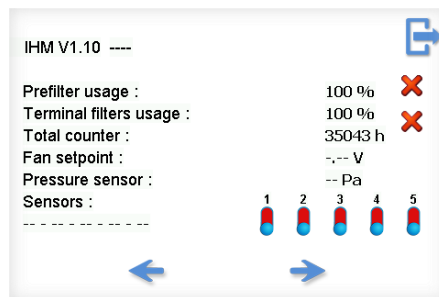 IHM V1.10 ----
Prefilter usage : 100 %
Terminal filters usage : 100 %
Total counter : 35043 h
Fan setpoint : -.-- V
Pressure sensor : -- Pa
Sensors : 1 2 3 4 5
-- - -- - -- - -- - --